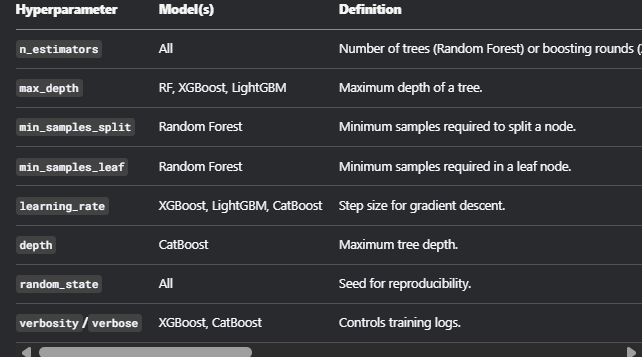 Hyperparameter Model(s) Definition
n_estimators All Number of trees (Random Forest) or boosting rounds (
max_depth RF, XGBoost, LightGBM Maximum depth of a tree.
min_samples_split Random Forest Minimum samples required to split a node.
min_samples_leaf Random Forest Minimum samples required in a leaf node.
learning_rate XGBoost, LightGBM, CatBoost Step size for gradient descent.
depth CatBoost Maximum tree depth.
random_state All Seed for reproducibility.
verbosity/verbose XGBoost, CatBoost Controls training logs.